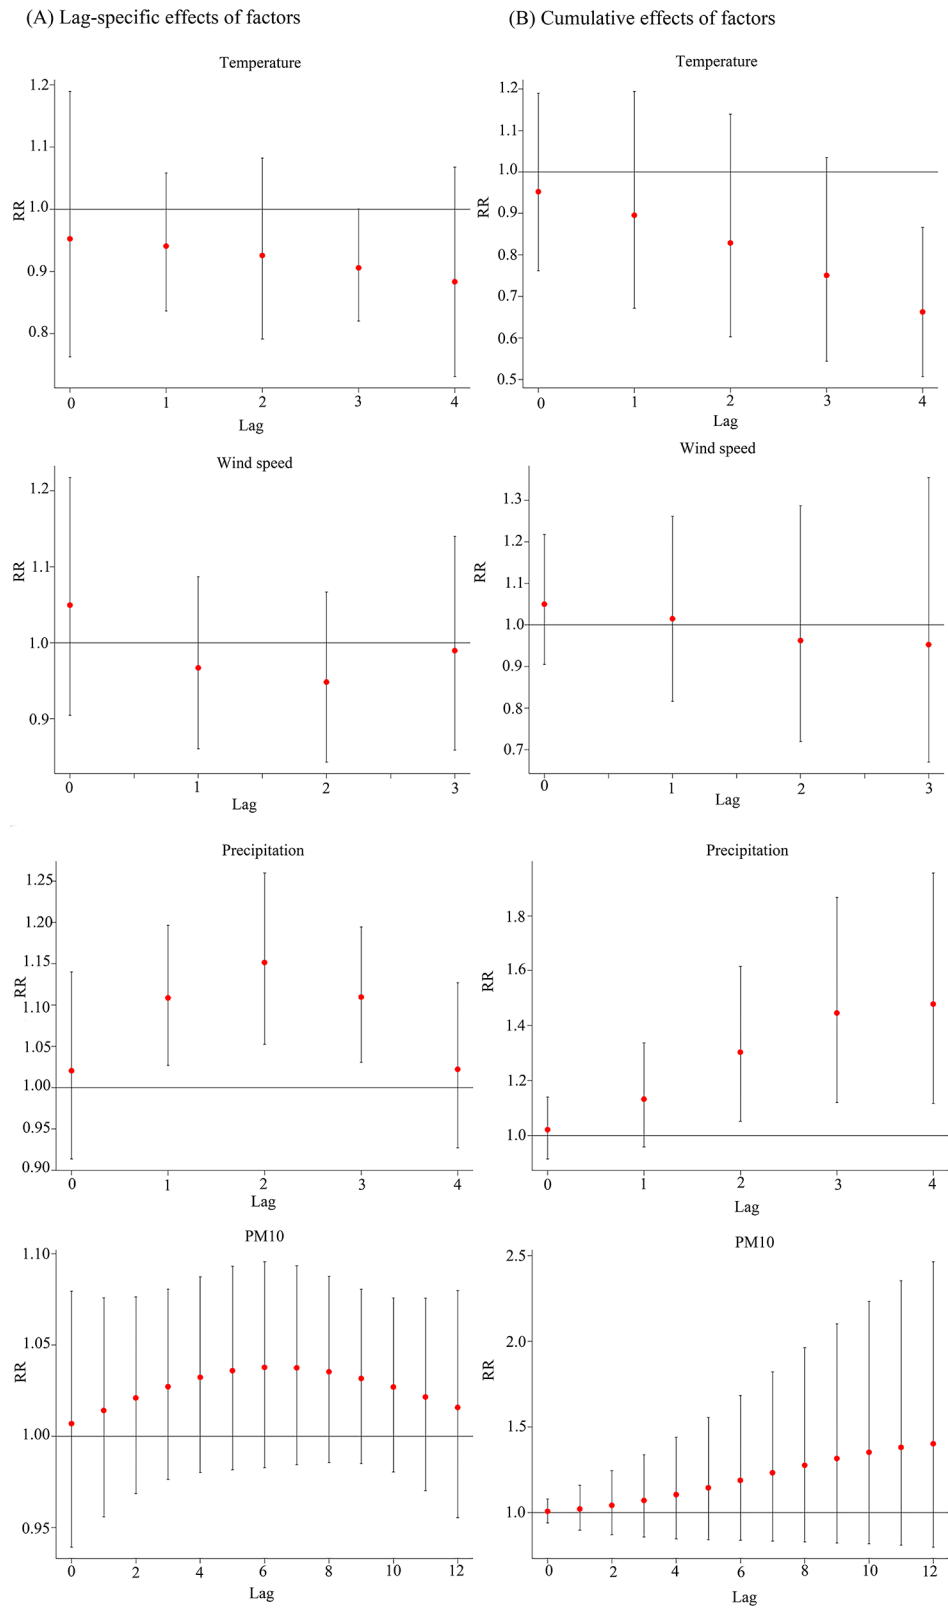 (A) Lag-specific effects of factors
(B) Cumulative effects of factors
Temperature
1.2
1.1
1.0
0.9
0.8
RR
0 1 2 3 4
Lag
Temperature
1.2
1.1
1.0
0.9
0.8
0.7
0.6
0.5
RR
0 1 2 3 4
Lag
Wind speed
1.2
1.1
1.0
0.9
RR
0 1 2 3
Lag
Wind speed
1.3
1.2
1.1
1.0
0.9
0.8
0.7
RR
0 1 2 3
Lag
Precipitation
1.25
1.20
1.15
1.10
1.05
1.00
0.95
0.90
RR
0 1 2 3 4
Lag
Precipitation
1.8
1.6
1.4
1.2
1.0
RR
0 1 2 3 4
Lag
PM10
1.10
1.05
1.00
0.95
RR
0 2 4 6 8 10 12
Lag
PM10
2.5
2.0
1.5
1.0
RR
0 2 4 6 8 10 12
Lag